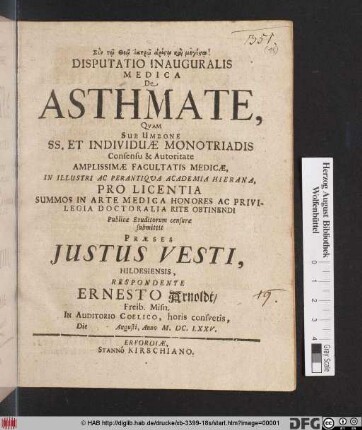 1351.
DISPUTATIO INAUGURALIS
MEDICA
De
ASTHMATE,
QUAM
SUB UMBONE
SS. ET INDIVIDUÆ MONOTRIADIS
Consensu & Autoritate
AMPLISSIMÆ FACULTATIS MEDICÆ,
IN ILLUSTRI AC PERANTIQUA ACADEMIA HIERANA,
PRO LICENTIA
SUMMOS IN ARTE MEDICA HONORES AC PRIVI-
LEGIA DOCTORALIA RITE OBTINENDI
Publicæ Eruditorum censuræ
submittit
PRÆSES
JUSTUS VESTI,
HILDESIENSIS,
RESPONDENTE
ERNESTO Arnoldt/
Freib. Misn.
IN AUDITORIO COELICO, horis consvetis,
Die Augusti, Anno M. DC. LXXV.
ERFORDIÆ,
STANNÔ KIRSCHIANO.
19.
Herzog August Bibliothek
Wolfenbüttel
© HAB http://diglib.hab.de/drucke/xb-3399-18s/start.htm?image=00001
DFG